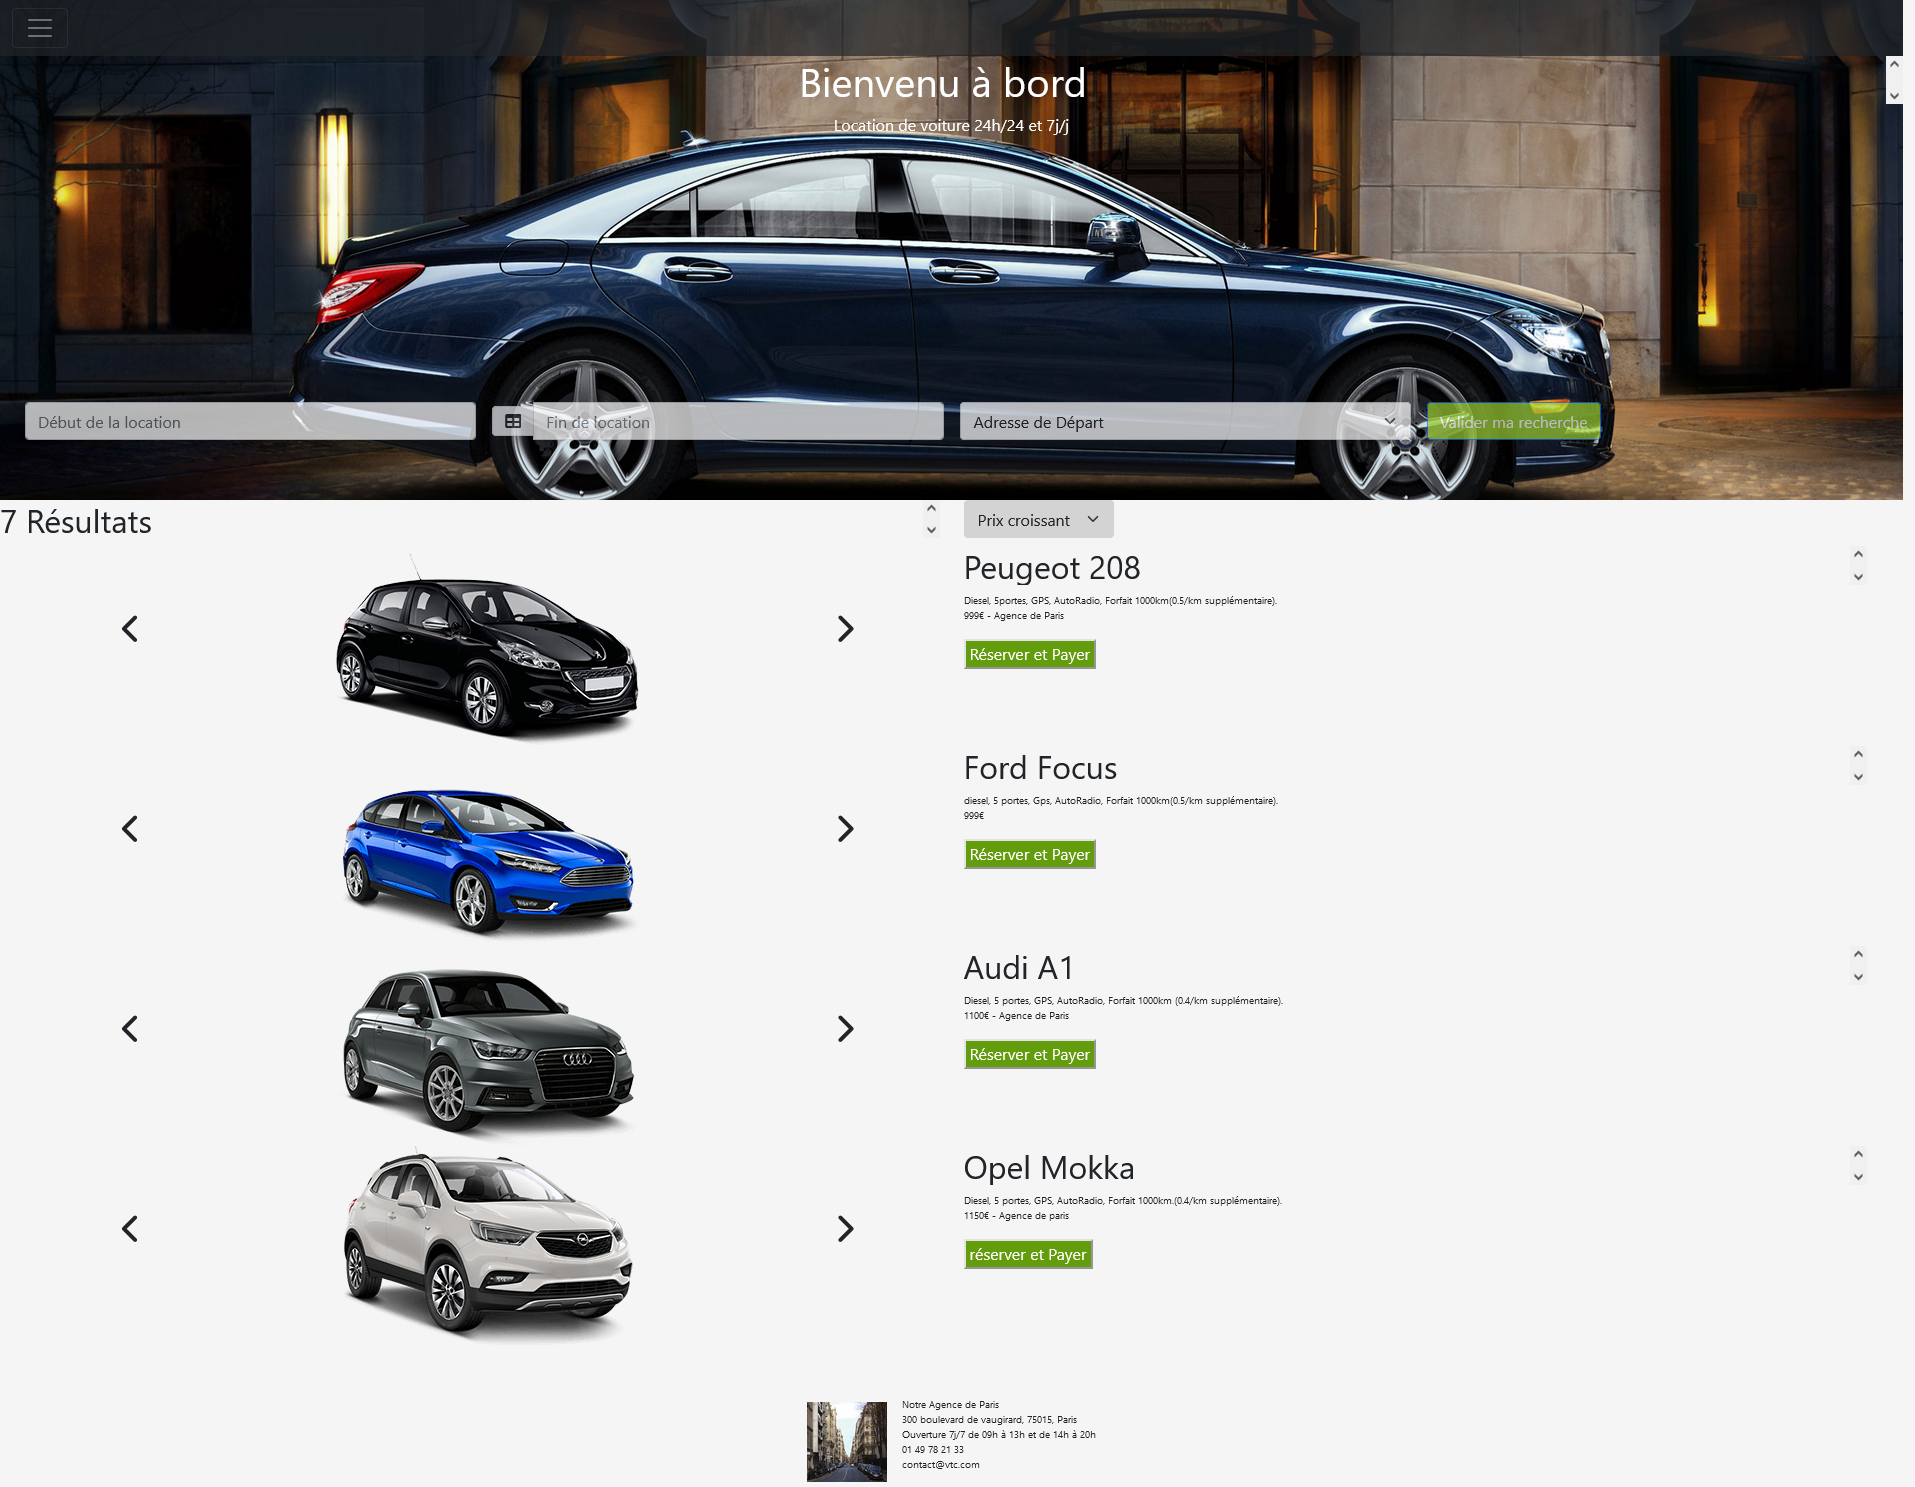 Bienvenu à bord
Location de voiture 24h/24 et 7j/j
Début de la location
Fin de location
Adresse de Départ
Valider ma recherche
7 Résultats
Prix croissant
Peugeot 208
Diesel, 5portes, GPS, AutoRadio, Forfait 1000km(0.5/km supplémentaire).
999€ - Agence de Paris
Réserver et Payer
Ford Focus
diesel, 5 portes, Gps, AutoRadio, Forfait 1000km(0.5/km supplémentaire).
999€
Réserver et Payer
Audi A1
Diesel, 5 portes, GPS, AutoRadio, Forfait 1000km (0.4/km supplémentaire).
1100€ - Agence de Paris
Réserver et Payer
Opel Mokka
Diesel, 5 portes, GPS, AutoRadio, Forfait 1000km.(0.4/km supplémentaire).
1150€ - Agence de paris
réserver et Payer
Notre Agence de Paris
300 boulevard de vaugirard, 75015, Paris
Ouverture 7j/7 de 09h à 13h et de 14h à 20h
01 49 78 21 33
contact@vtc.com